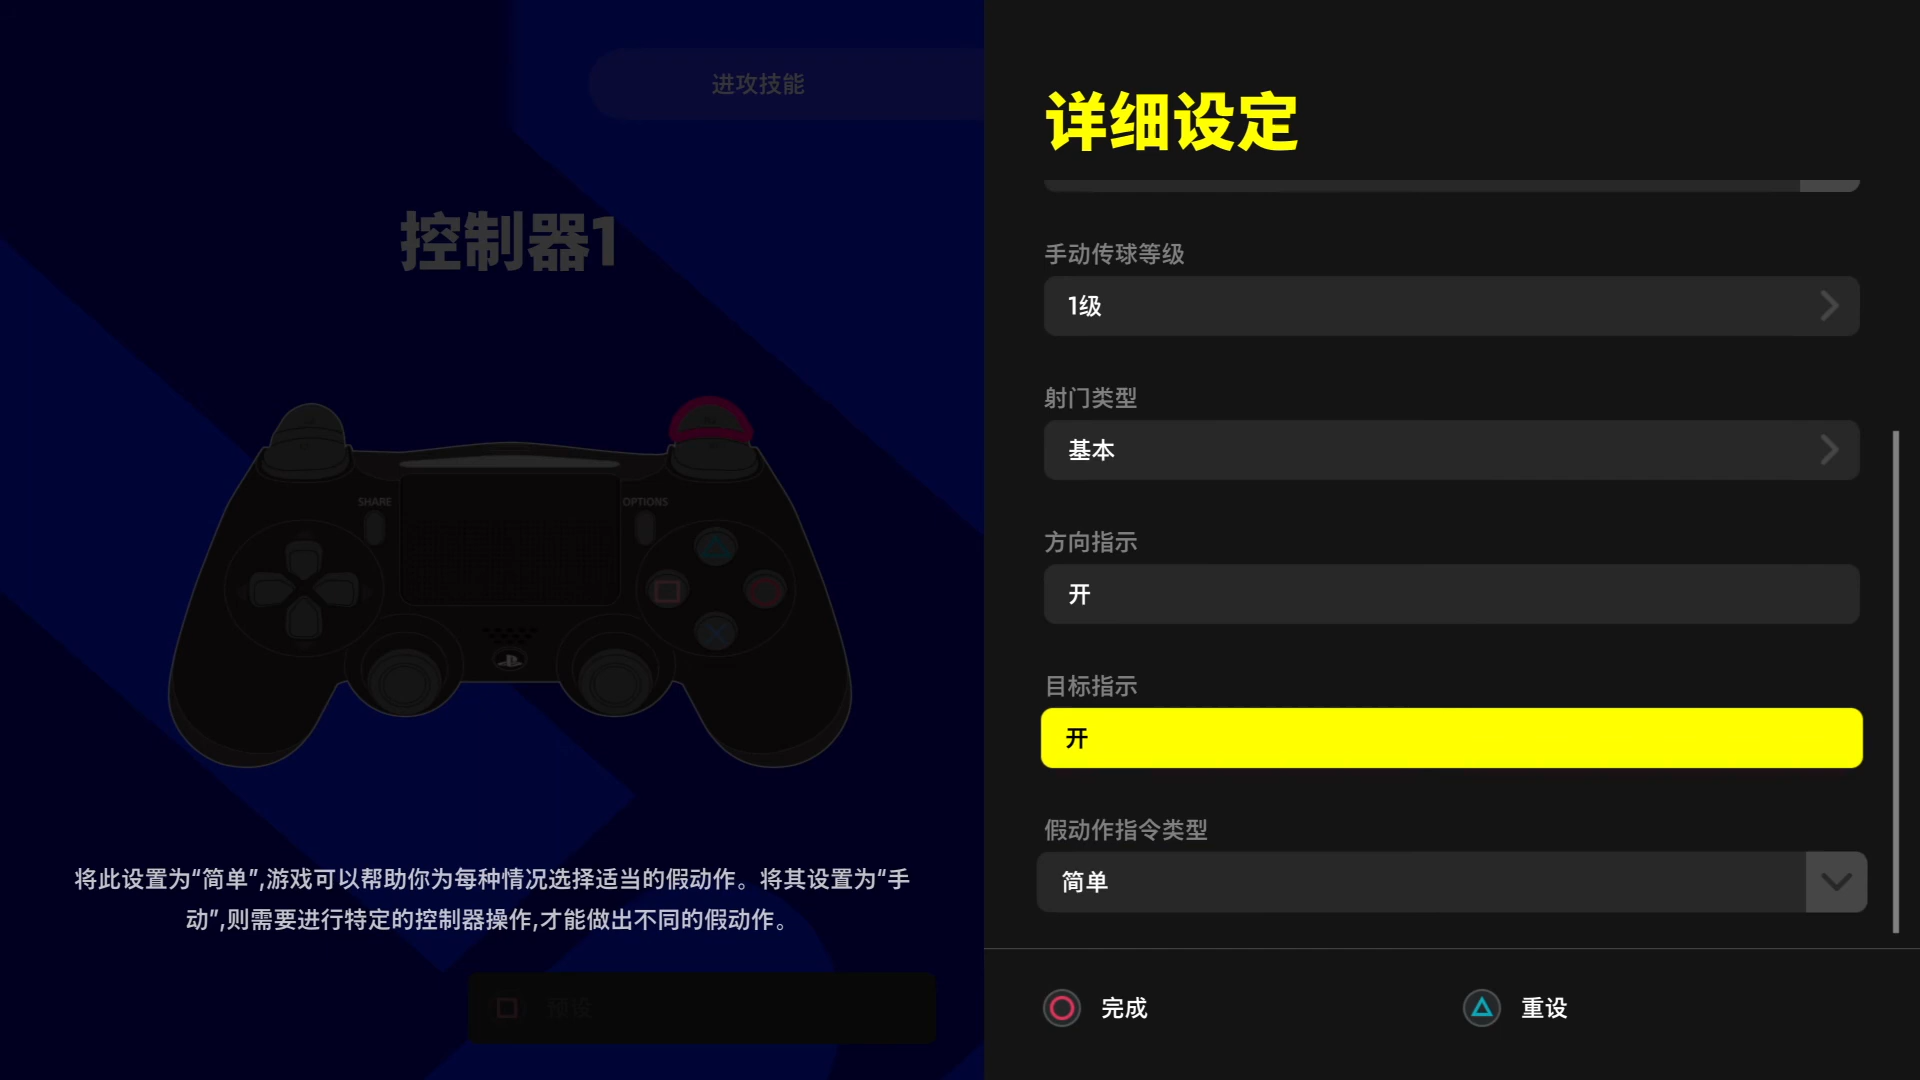 进攻技能
控制器1
SHARE
OPTIONS
将此设置为“简单”,游戏可以帮助你为每种情况选择适当的假动作。将其设置为“手
动”,则需要进行特定的控制器操作,才能做出不同的假动作。
预设
详细设定
手动传球等级
1级
射门类型
基本
方向指示
开
目标指示
开
假动作指令类型
简单
完成
重设